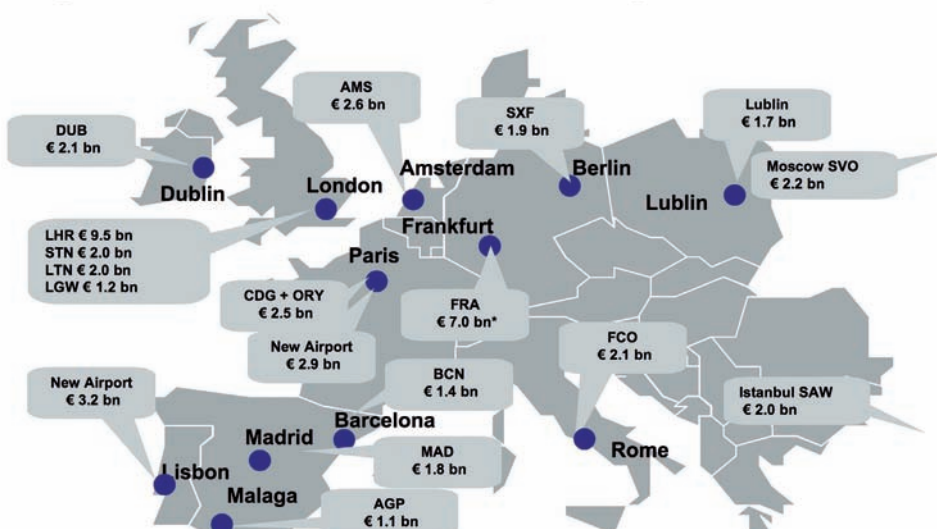 AMS
€ 2.6 bn
SXF
€ 1.9 bn
Lublin
€ 1.7 bn
DUB
€ 2.1 bn
Moscow SVO
€ 2.2 bn
Dublin
London
Amsterdam
Berlin
Lublin
LHR € 9.5 bn
STN € 2.0 bn
LTN € 2.0 bn
LGW € 1.2 bn
Frankfurt
Paris
CDG + ORY
€ 2.5 bn
FRA
€ 7.0 bn*
New Airport
€ 2.9 bn
FCO
€ 2.1 bn
New Airport
€ 3.2 bn
BCN
€ 1.4 bn
Istanbul SAW
€ 2.0 bn
Barcelona
Madrid
MAD
€ 1.8 bn
Rome
Lisbon
Malaga
AGP
€ 1.1 bn